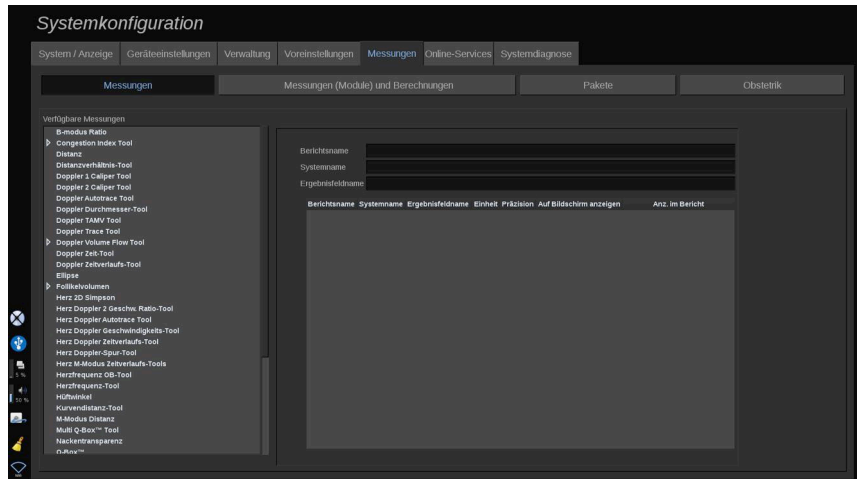 Systemkonfiguration
System / Anzeige Geräteeinstellungen Verwaltung Voreinstellungen Messungen Online-Services Systemdiagnose
Messungen Messungen (Module) und Berechnungen Pakete Obstetrik
Verfügbare Messungen
B-modus Ratio
Congestion Index Tool
Distanz
Distanzverhältnis-Tool
Doppler 1 Caliper Tool
Doppler 2 Caliper Tool
Doppler Autotrace Tool
Doppler Durchmesser-Tool
Doppler TAMV Tool
Doppler Trace Tool
Doppler Volume Flow Tool
Doppler Zeit-Tool
Doppler Zeitverlaufs-Tool
Ellipse
Follikelvolumen
Herz 2D Simpson
Herz Doppler 2 Geschw. Ratio-Tool
Herz Doppler Autotrace Tool
Herz Doppler Geschwindigkeits-Tool
Herz Doppler Zeitverlaufs-Tool
Herz Doppler-Spur-Tool
Herz M-Modus Zeitverlaufs-Tools
Herzfrequenz OB-Tool
Herzfrequenz-Tool
Hüftwinkel
Kurvendistanz-Tool
M-Modus Distanz
Multi Q-Box™ Tool
Nackentransparenz
Q-Box™
Berichtsname
Systemname
Ergebnisfeldname
Berichtsname Systemname Ergebnisfeldname Einheit Präzision Auf Bildschirm anzeigen Anz. im Bericht
5 %
50 %